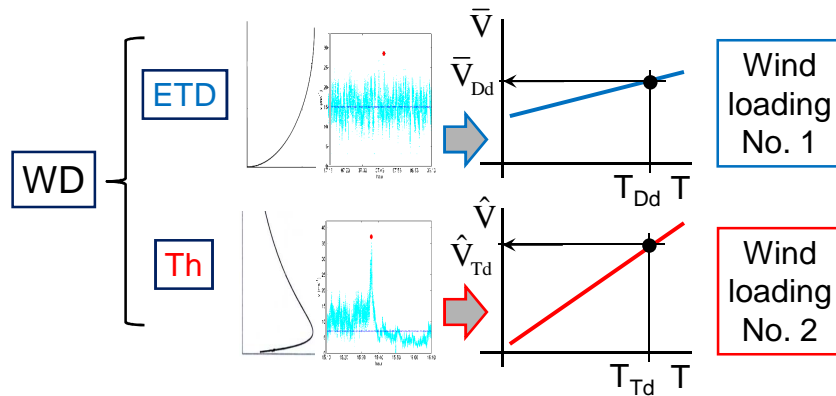 WD
ETD
V̄
V̄Dd
TDd T
Wind
loading
No. 1
Th
V̂
V̂Td
TTd T
Wind
loading
No. 2